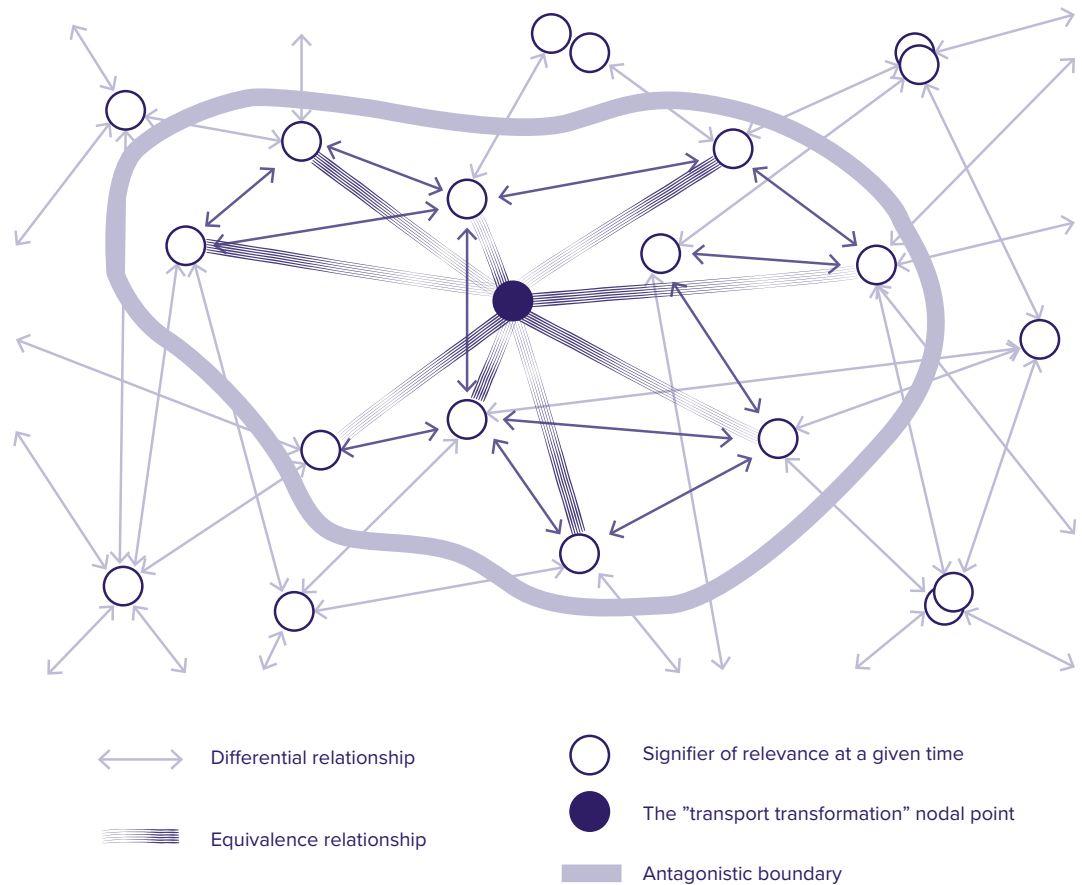 Differential relationship
Equivalence relationship
Signifier of relevance at a given time
The ”transport transformation” nodal point
Antagonistic boundary